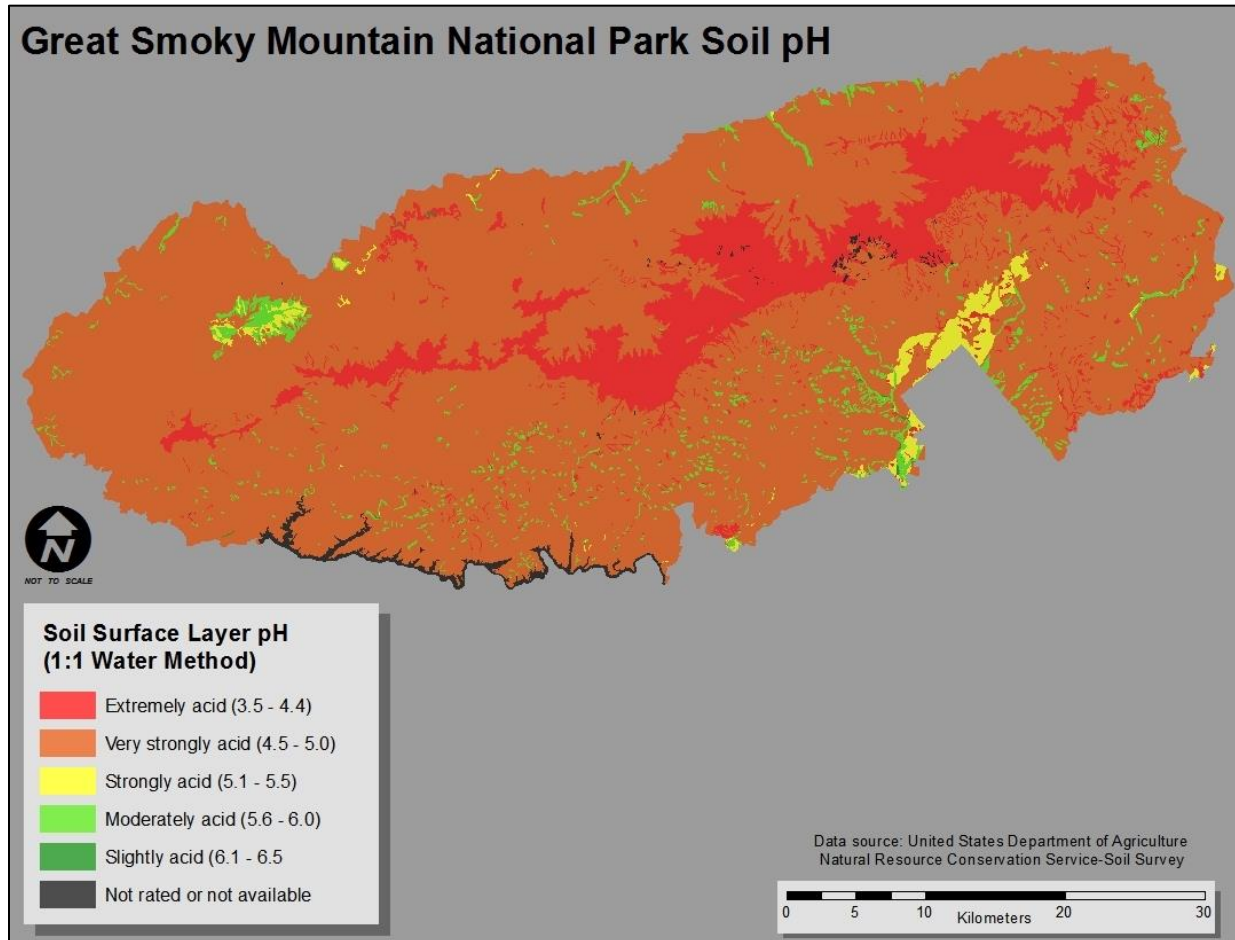 Great Smoky Mountain National Park Soil pH
N
NOT TO SCALE
Soil Surface Layer pH
(1:1 Water Method)
Extremely acid (3.5 - 4.4)
Very strongly acid (4.5 - 5.0)
Strongly acid (5.1 - 5.5)
Moderately acid (5.6 - 6.0)
Slightly acid (6.1 - 6.5
Not rated or not available
Data source: United States Department of Agriculture
Natural Resource Conservation Service-Soil Survey
0 5 10 20 30
Kilometers